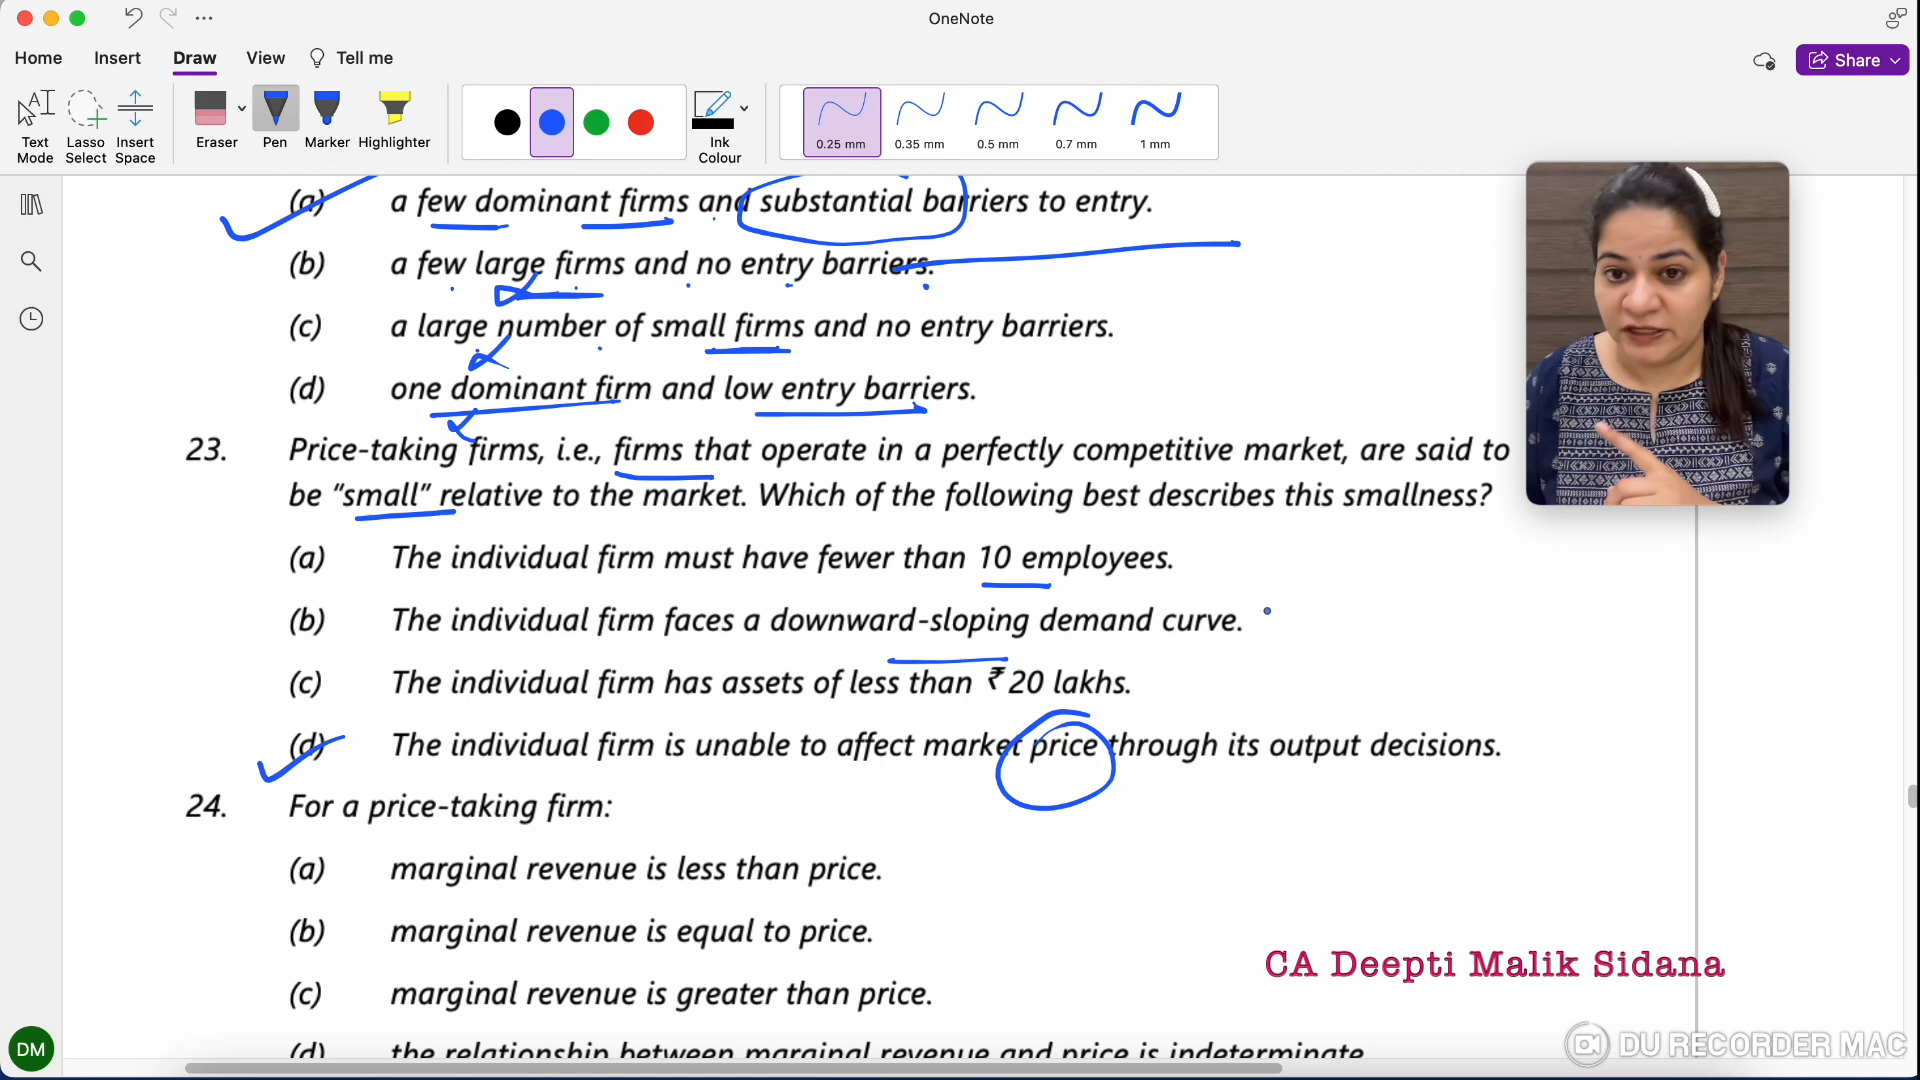 OneNote
Home Insert Draw View Tell me
Share
Text Mode
Lasso Select
Insert Space
Eraser
Pen
Marker
Highlighter
Ink Colour
0.25 mm
0.35 mm
0.5 mm
0.7 mm
1 mm
(a) a few dominant firms and substantial barriers to entry.
(b) a few large firms and no entry barriers.
(c) a large number of small firms and no entry barriers.
(d) one dominant firm and low entry barriers.
23. Price-taking firms, i.e., firms that operate in a perfectly competitive market, are said to
be “small” relative to the market. Which of the following best describes this smallness?
(a) The individual firm must have fewer than 10 employees.
(b) The individual firm faces a downward-sloping demand curve.
(c) The individual firm has assets of less than ₹ 20 lakhs.
(d) The individual firm is unable to affect market price through its output decisions.
24. For a price-taking firm:
(a) marginal revenue is less than price.
(b) marginal revenue is equal to price.
(c) marginal revenue is greater than price.
(d) the relationship between marginal revenue and price is indeterminate
CA Deepti Malik Sidana
DM
DU RECORDER MAC